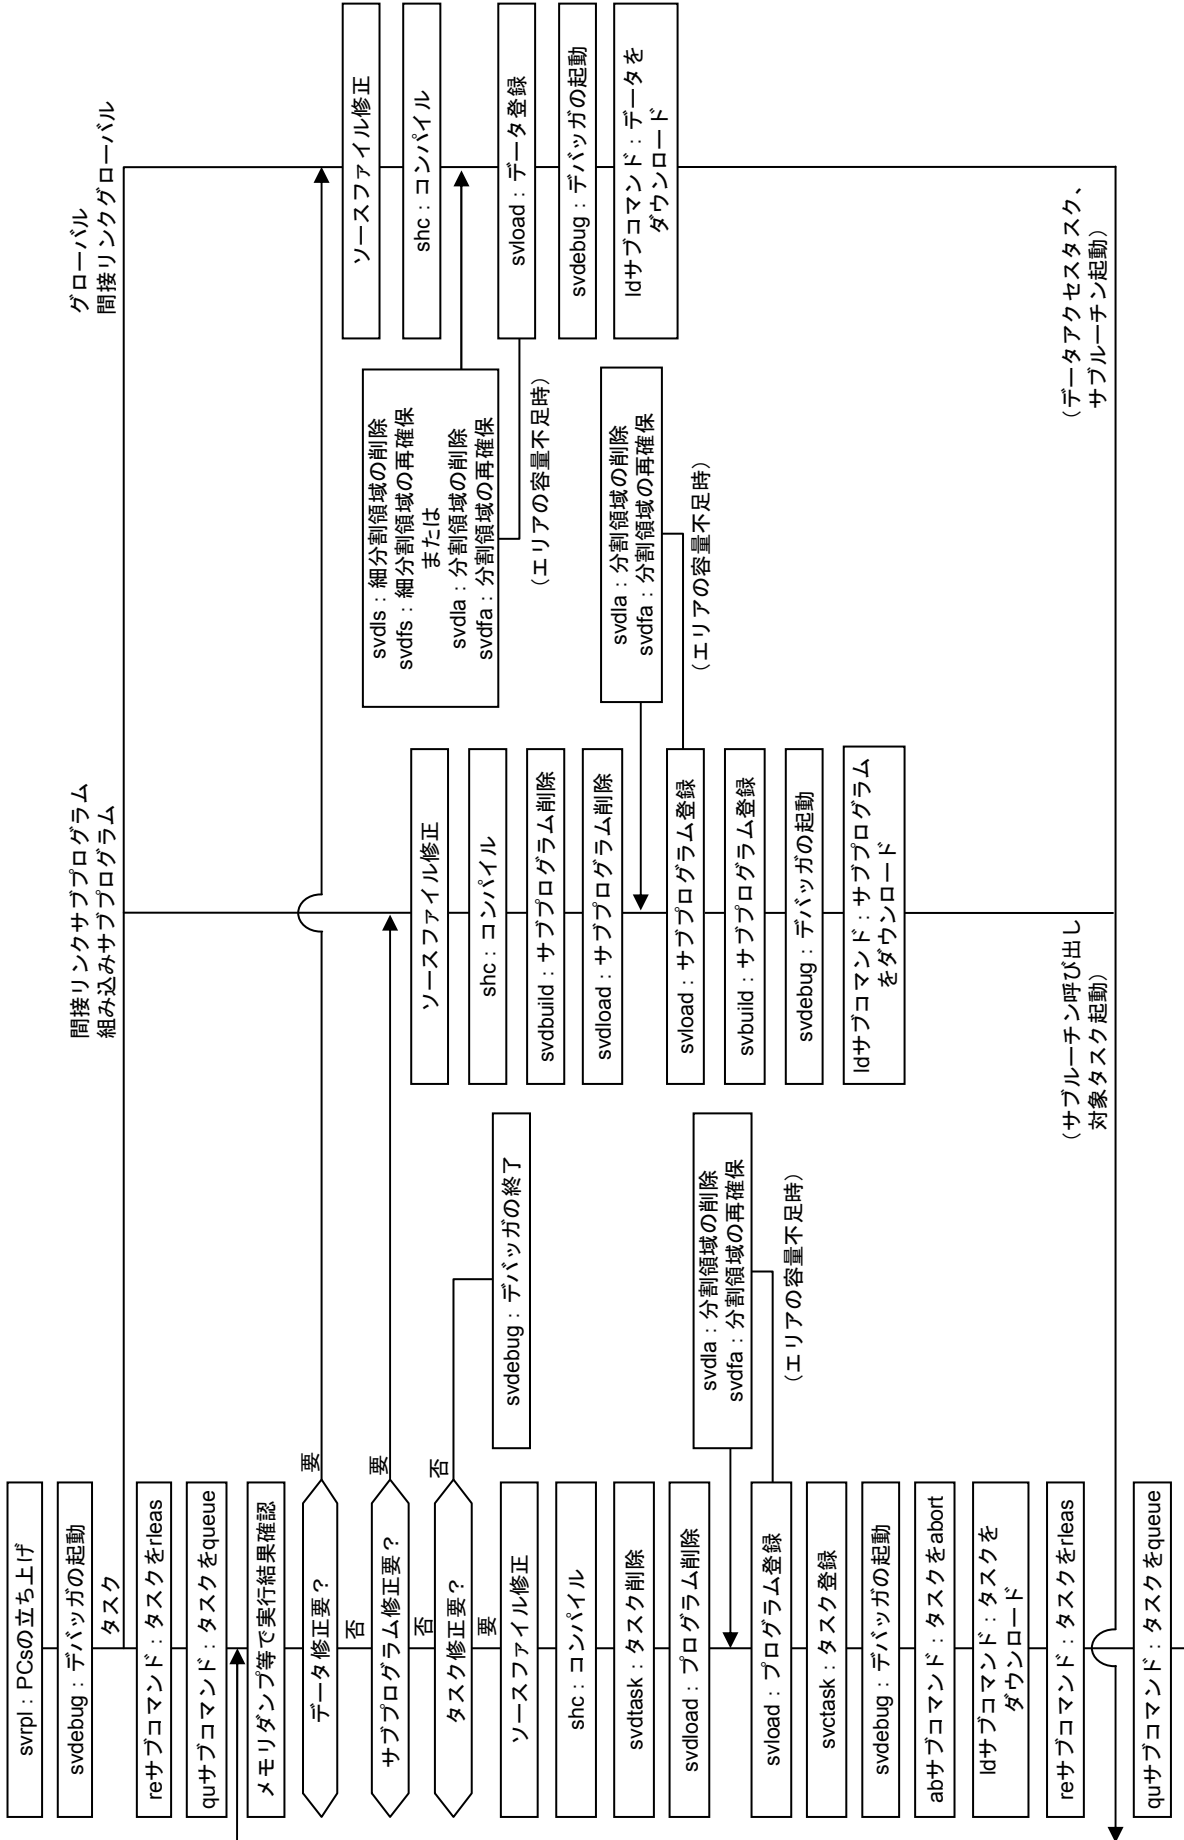 svrpl：PCsの立ち上げ
svdebug：デバッガの起動
タスク
reサブコマンド：タスクをrleas
quサブコマンド：タスクをqueue
メモリダンプ等で実行結果確認
データ修正要？
要
否
サブプログラム修正要？
要
否
タスク修正要？
否
要
svdebug：デバッガの終了
ソースファイル修正
shc：コンパイル
svdtask：タスク削除
svdload：プログラム削除
svdla：分割領域の削除
svdfa：分割領域の再確保
（エリアの容量不足時）
svload：プログラム登録
svctask：タスク登録
svdebug：デバッガの起動
abサブコマンド：タスクをabort
ldサブコマンド：タスクを
ダウンロード
reサブコマンド：タスクをrleas
quサブコマンド：タスクをqueue
間接リンクサブプログラム
組み込みサブプログラム
ソースファイル修正
shc：コンパイル
svdbuild：サブプログラム削除
svdload：サブプログラム削除
svdla：分割領域の削除
svdfa：分割領域の再確保
（エリアの容量不足時）
svload：サブプログラム登録
svbuild：サブプログラム登録
svdebug：デバッガの起動
ldサブコマンド：サブプログラム
をダウンロード
（サブルーチン呼び出し
対象タスク起動）
グローバル
間接リンクグローバル
ソースファイル修正
shc：コンパイル
svdls：細分割領域の削除
svdfs：細分割領域の再確保
または
svdla：分割領域の削除
svdfa：分割領域の再確保
（エリアの容量不足時）
svload：データ登録
svdebug：デバッガの起動
ldサブコマンド：データを
ダウンロード
（データアクセスタスク、
サブルーチン起動）